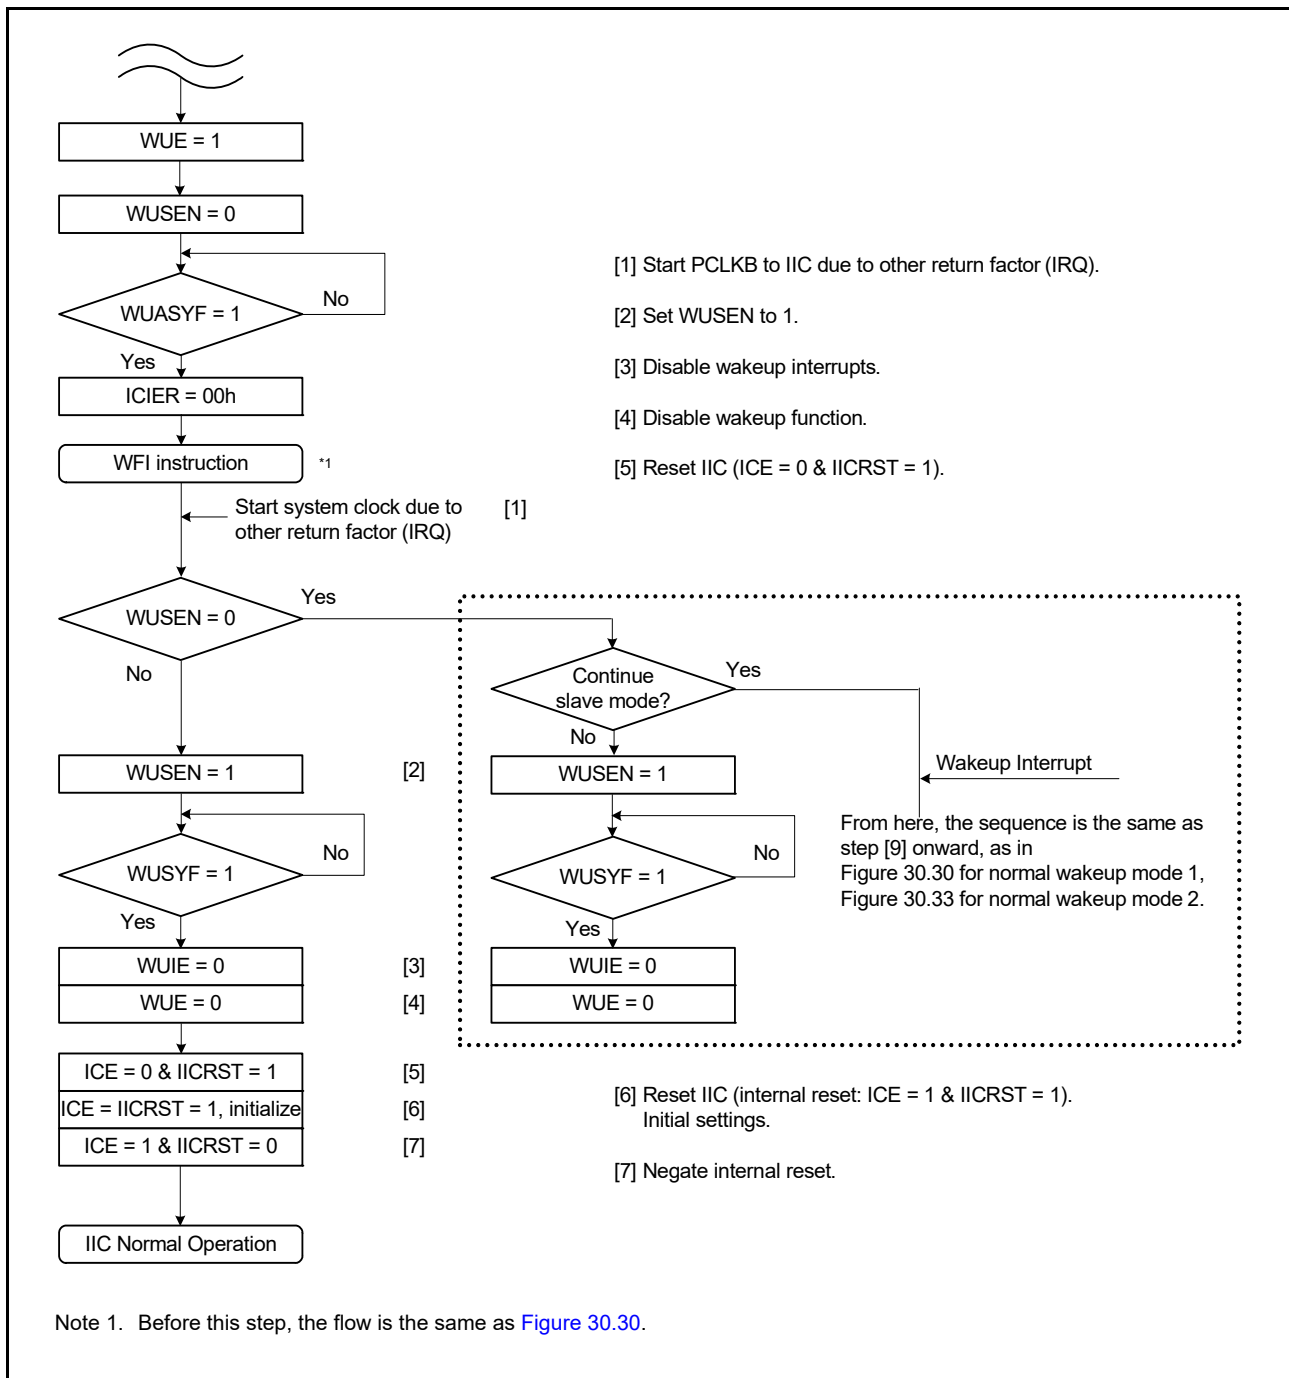 WUE = 1
WUSEN = 0
WUASYF = 1
No
Yes
ICIER = 00h
WFI instruction
*1
Start system clock due to
other return factor (IRQ)
[1]
[1] Start PCLKB to IIC due to other return factor (IRQ).
[2] Set WUSEN to 1.
[3] Disable wakeup interrupts.
[4] Disable wakeup function.
[5] Reset IIC (ICE = 0 & IICRST = 1).
WUSEN = 0
Yes
No
WUSEN = 1
[2]
WUSYF = 1
No
Yes
WUIE = 0
[3]
WUE = 0
[4]
ICE = 0 & IICRST = 1
[5]
ICE = IICRST = 1, initialize
[6]
ICE = 1 & IICRST = 0
[7]
IIC Normal Operation
Continue
slave mode?
Yes
No
WUSEN = 1
WUSYF = 1
No
Yes
WUIE = 0
WUE = 0
Wakeup Interrupt
From here, the sequence is the same as
step [9] onward, as in
Figure 30.30 for normal wakeup mode 1,
Figure 30.33 for normal wakeup mode 2.
[6] Reset IIC (internal reset: ICE = 1 & IICRST = 1).
Initial settings.
[7] Negate internal reset.
Note 1. Before this step, the flow is the same as Figure 30.30.